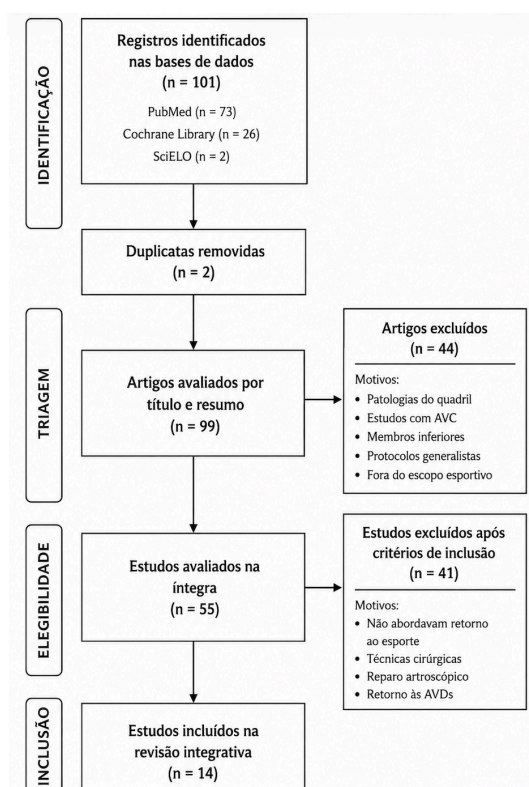 IDENTIFICAÇÃO
Registros identificados
nas bases de dados
(n = 101)
PubMed (n = 73)
Cochrane Library (n = 26)
SciELO (n = 2)
Duplicatas removidas
(n = 2)
TRIAGEM
Artigos avaliados por
título e resumo
(n = 99)
Artigos excluídos
(n = 44)
Motivos:
• Patologias do quadril
• Estudos com AVC
• Membros inferiores
• Protocolos generalistas
• Fora do escopo esportivo
ELEGIBILIDADE
Estudos avaliados na
íntegra
(n = 55)
Estudos excluídos após
critérios de inclusão
(n = 41)
Motivos:
• Não abordavam retorno
ao esporte
• Técnicas cirúrgicas
• Reparo artroscópico
• Retorno às AVDs
INCLUSÃO
Estudos incluídos na
revisão integrativa
(n = 14)